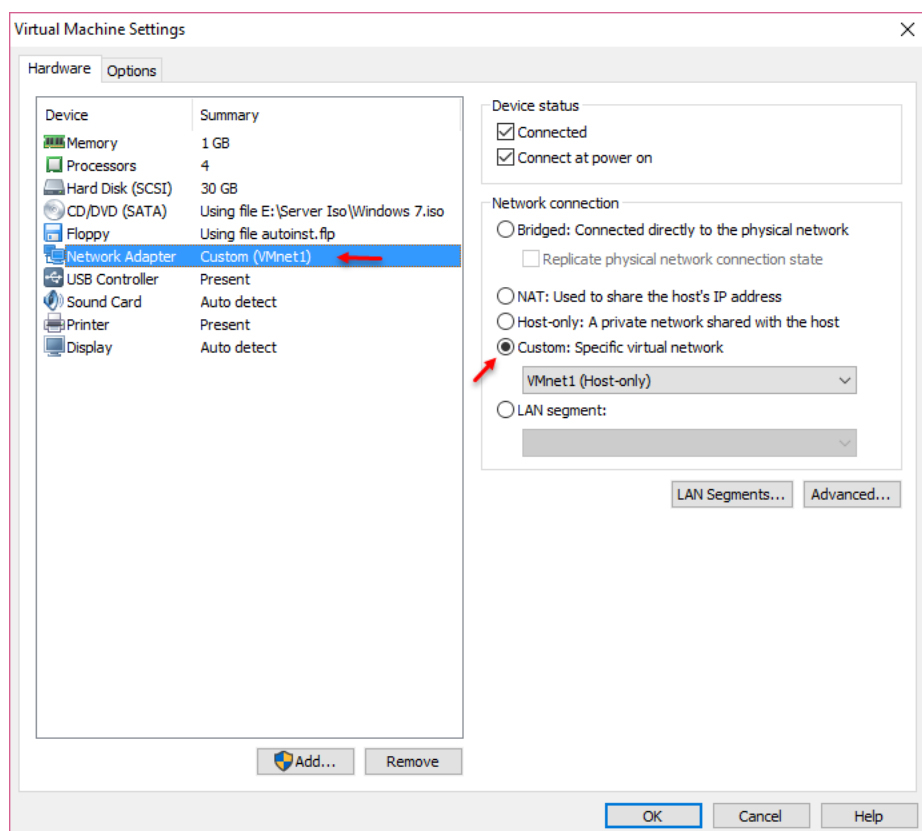 Virtual Machine Settings
Hardware Options
Device Summary
Memory 1 GB
Processors 4
Hard Disk (SCSI) 30 GB
CD/DVD (SATA) Using file E:\Server Iso\Windows 7.iso
Floppy Using file autoinst.flp
Network Adapter Custom (VMnet1)
USB Controller Present
Sound Card Auto detect
Printer Present
Display Auto detect
Add... Remove
Device status
Connected
Connect at power on
Network connection
Bridged: Connected directly to the physical network
Replicate physical network connection state
NAT: Used to share the host's IP address
Host-only: A private network shared with the host
Custom: Specific virtual network
VMnet1 (Host-only)
LAN segment:
LAN Segments... Advanced...
OK Cancel Help